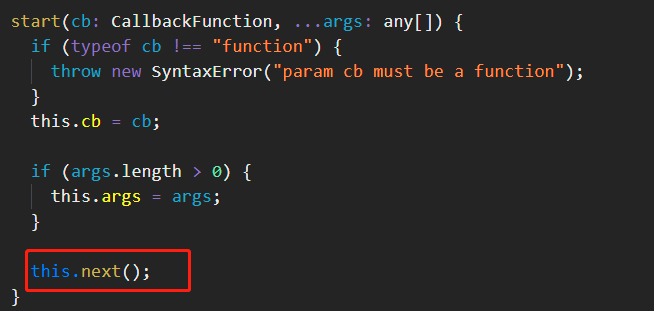 start(cb: CallbackFunction, ...args: any[]) {
  if (typeof cb !== "function") {
    throw new SyntaxError("param cb must be a function");
  }
  this.cb = cb;

  if (args.length > 0) {
    this.args = args;
  }

  this.next();
}